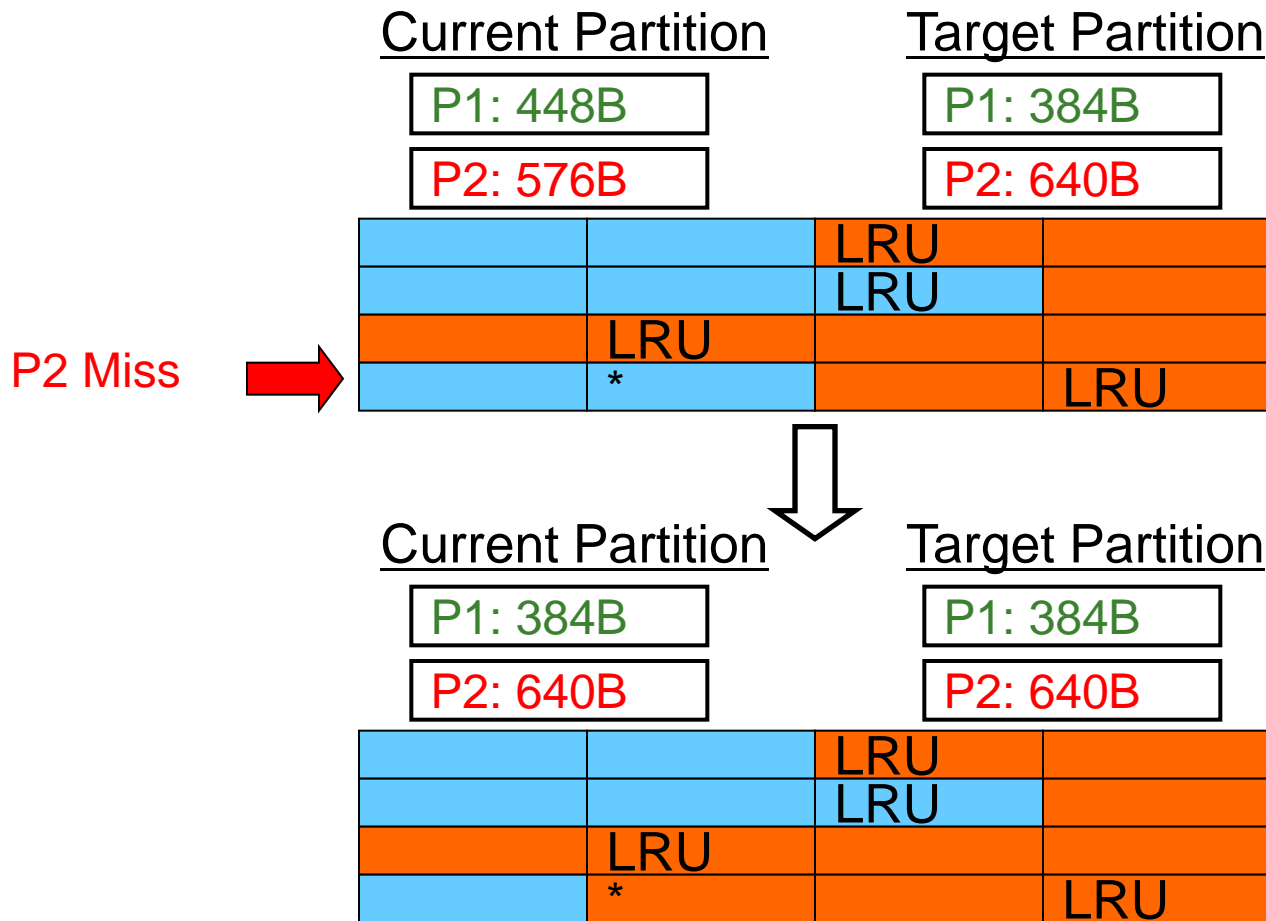 Current Partition Target Partition
P1: 448B P1: 384B
P2: 576B P2: 640B
LRU
LRU
LRU
P2 Miss * LRU
Current Partition Target Partition
P1: 384B P1: 384B
P2: 640B P2: 640B
LRU
LRU
LRU
* LRU